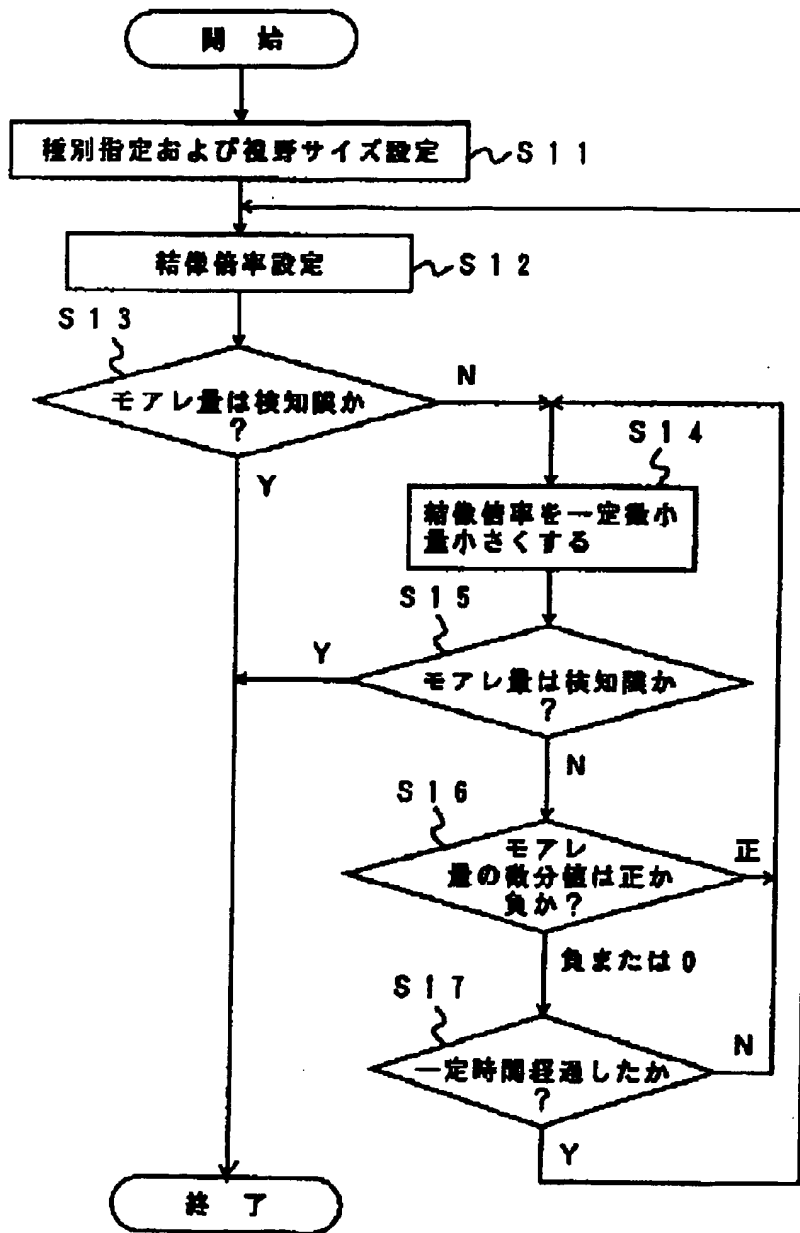 開始
種別指定および視野サイズ設定
S11
結像倍率設定
S12
S13
モアレ量は検知限か
?
N
Y
S14
結像倍率を一定微小
量小さくする
S15
モアレ量は検知限か
?
Y
N
S16
モアレ
量の微分値は正か
負か?
正
負または0
S17
一定時間経過したか
?
N
Y
終了